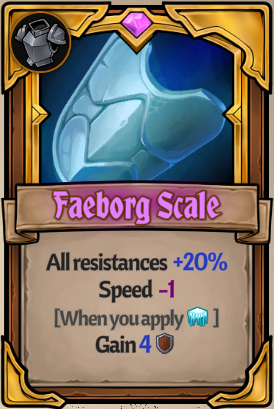 Faeborg Scale
All resistances +20%
Speed -1
[When you apply ]
Gain 4